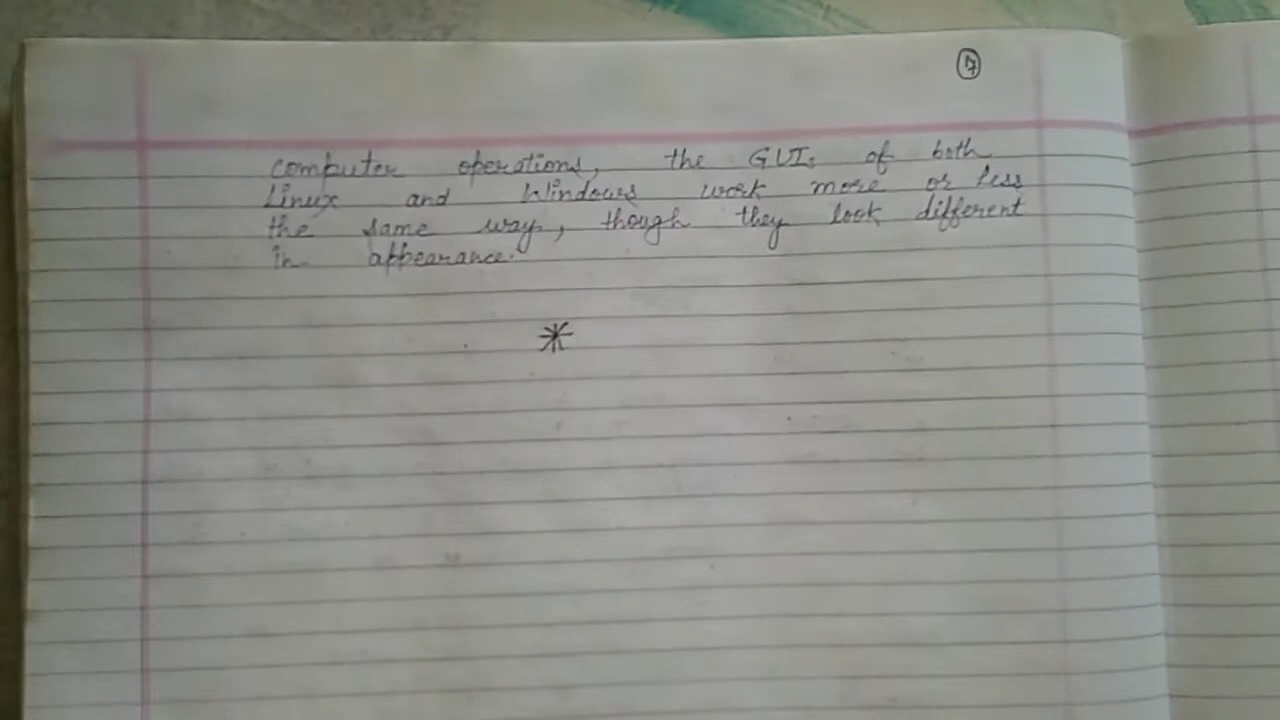 7
computer operations, the GUIs of both
Linux and Windows work more or less
the same way, though they look different
in appearance.